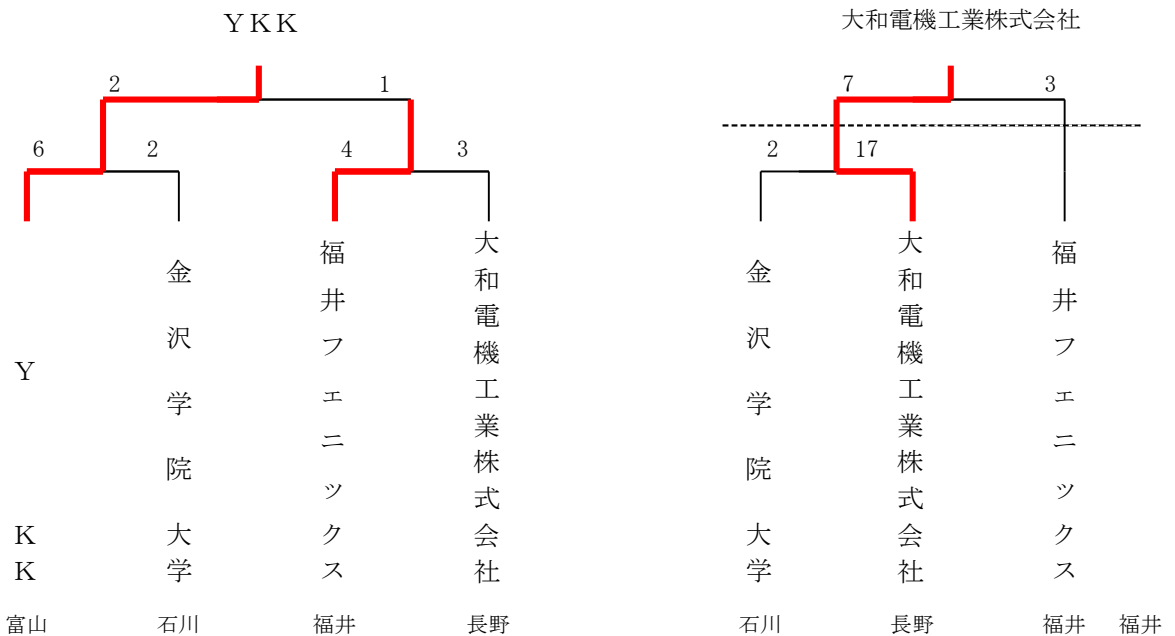 ＹＫＫ
2
1
6
2
4
3
ＹＫＫ
金沢学院大学
福井フェニックス
大和電機工業株式会社
富山
石川
福井
長野
大和電機工業株式会社
7
3
2
17
金沢学院大学
大和電機工業株式会社
福井フェニックス
石川
長野
福井
福井